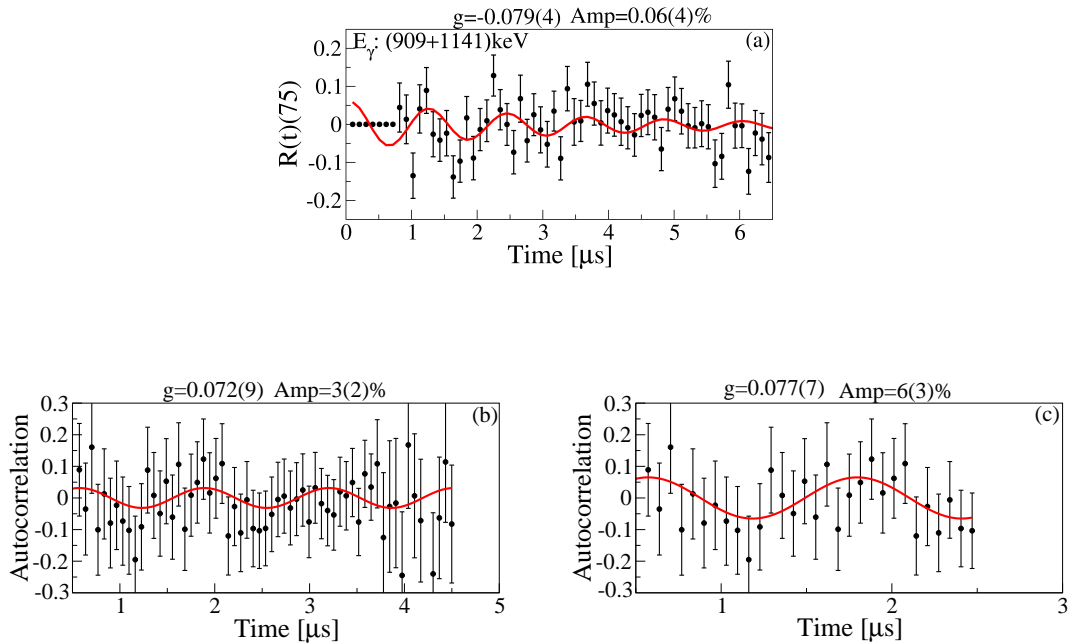 g=-0.079(4) Amp=0.06(4)%
E_γ: (909+1141)keV
(a)
R(t)(75)
0.2
0.1
0
-0.1
-0.2
0 1 2 3 4 5 6
Time [μs]
g=0.072(9) Amp=3(2)%
(b)
Autocorrelation
0.3
0.2
0.1
0
-0.1
-0.2
-0.3
1 2 3 4 5
Time [μs]
g=0.077(7) Amp=6(3)%
(c)
Autocorrelation
0.3
0.2
0.1
0
-0.1
-0.2
-0.3
1 2 3
Time [μs]